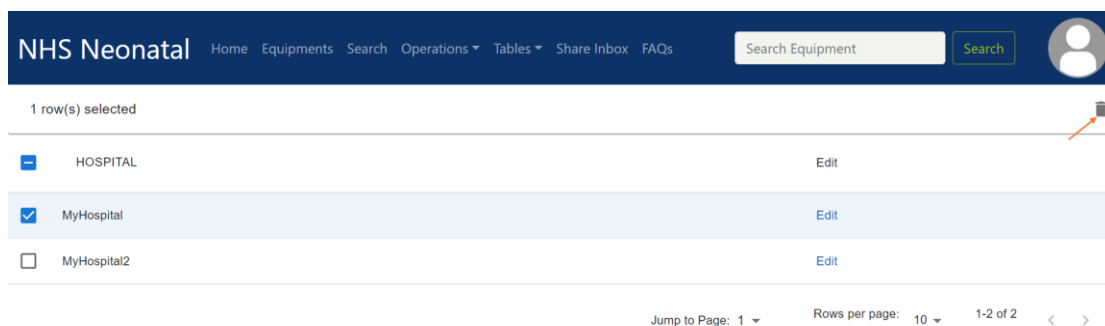 NHS Neonatal Home Equipments Search Operations Tables Share Inbox FAQs Search Equipment Search
1 row(s) selected
HOSPITAL Edit
MyHospital Edit
MyHospital2 Edit
Jump to Page: 1 Rows per page: 10 1-2 of 2